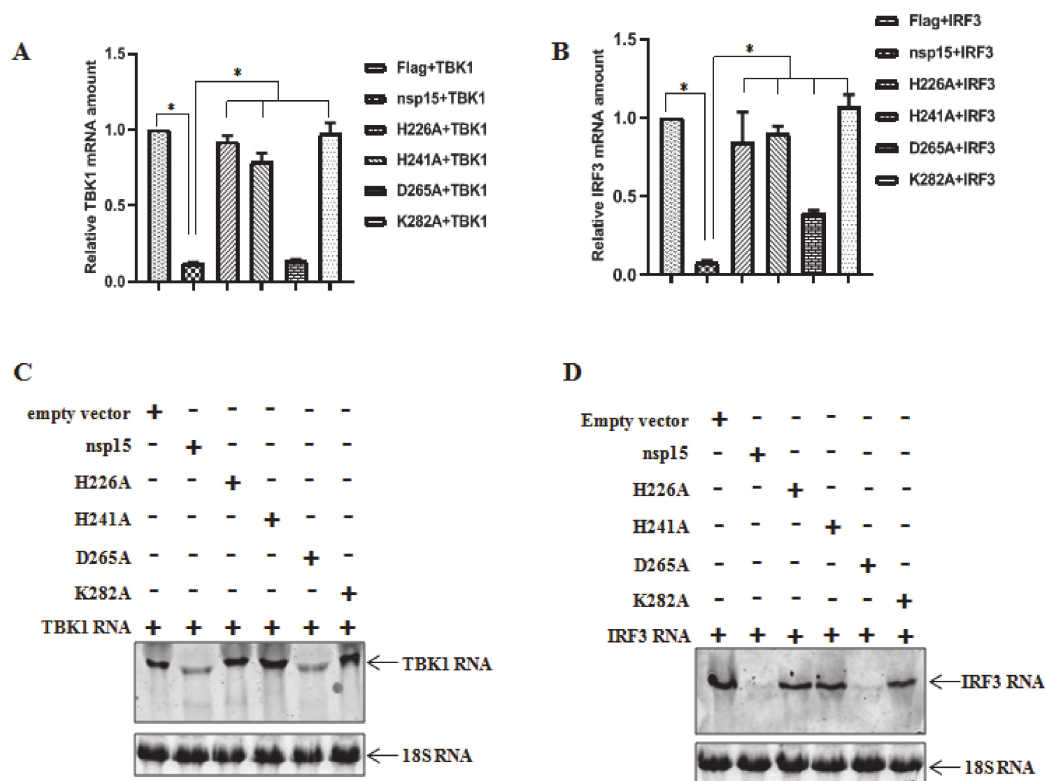 A
Relative TBK1 mRNA amount
1.5
1.0
0.5
0.0
*
*
Flag+TBK1
nsp15+TBK1
H226A+TBK1
H241A+TBK1
D265A+TBK1
K282A+TBK1
B
Relative IRF3 mRNA amount
1.5
1.0
0.5
0.0
*
*
Flag+IRF3
nsp15+IRF3
H226A+IRF3
H241A+IRF3
D265A+IRF3
K282A+IRF3
C
empty vector + - - - - -
nsp15 - + - - - -
H226A - - + - - -
H241A - - - + - -
D265A - - - - + -
K282A - - - - - +
TBK1 RNA + + + + + +
TBK1 RNA
18S RNA
D
Empty vector + - - - - -
nsp15 - + - - - -
H226A - - + - - -
H241A - - - + - -
D265A - - - - + -
K282A - - - - - +
IRF3 RNA + + + + + +
IRF3 RNA
18S RNA